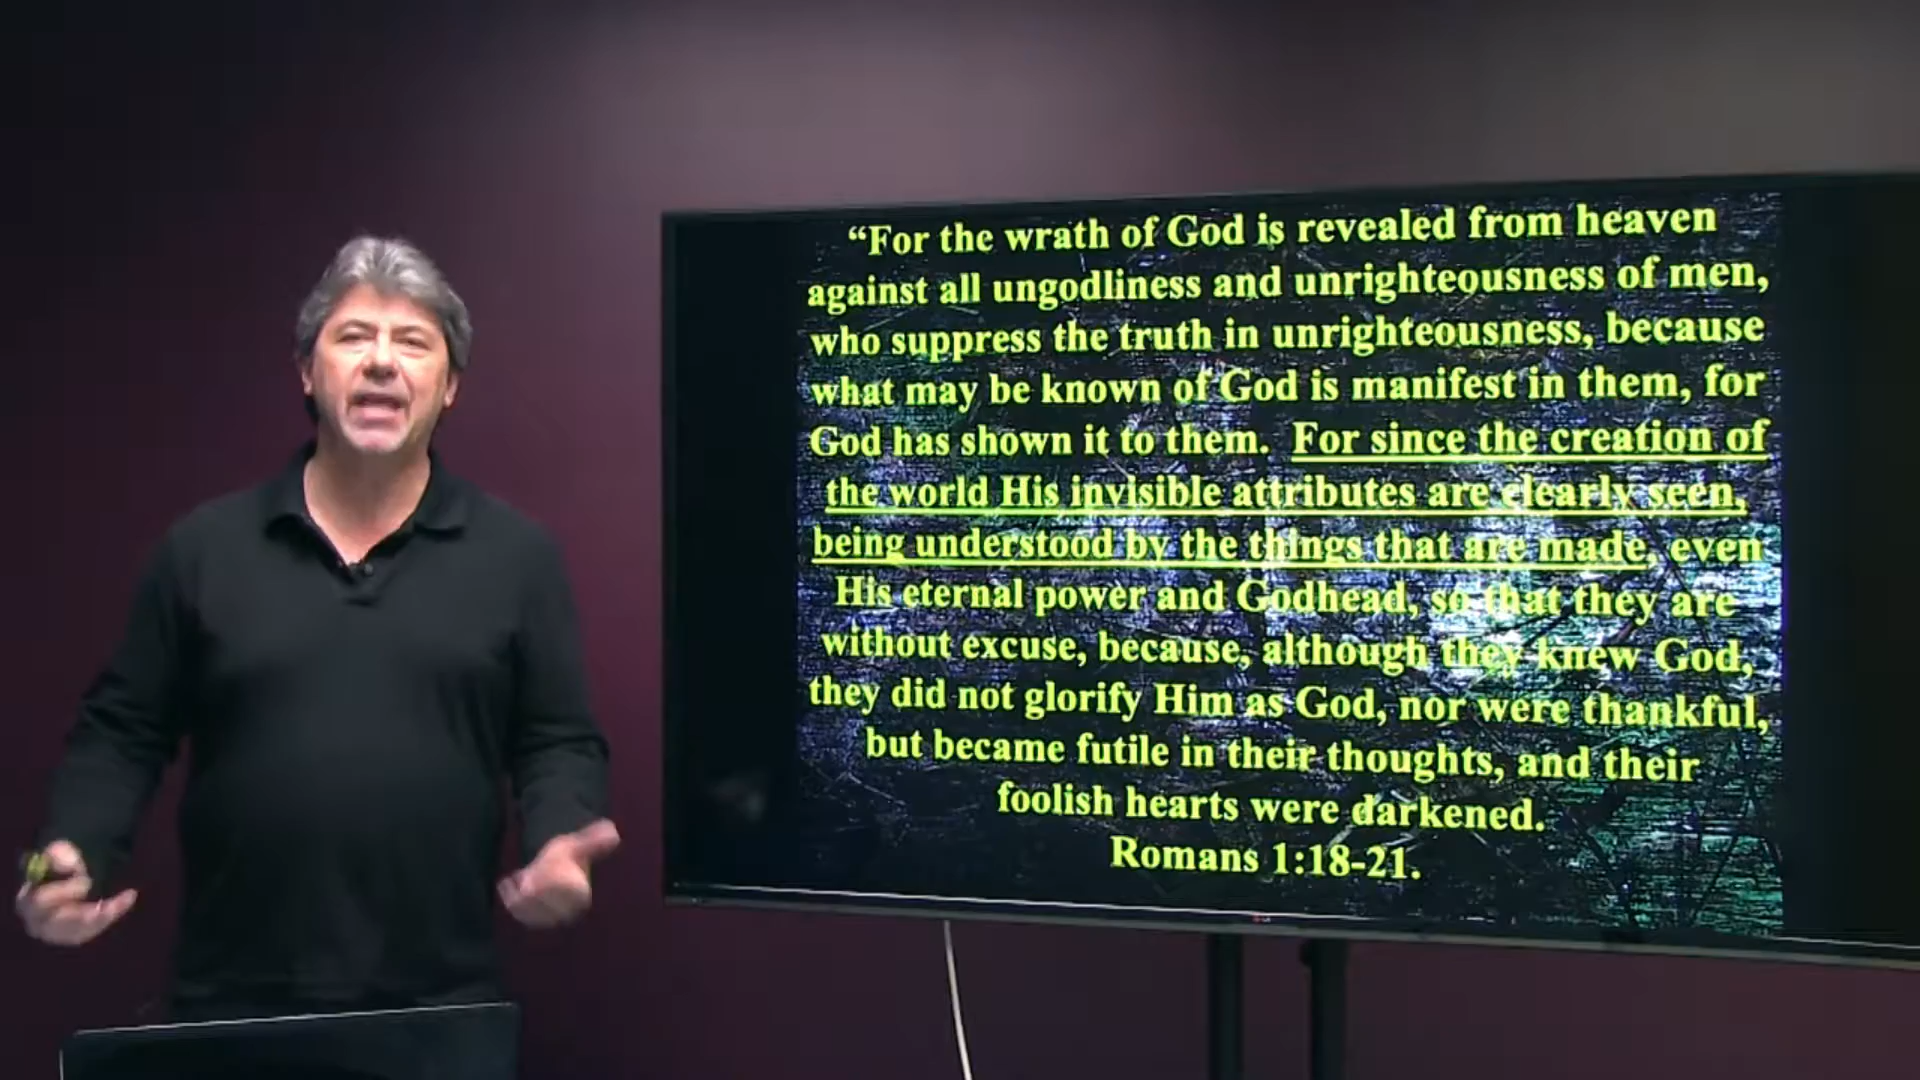 “For the wrath of God is revealed from heaven
against all ungodliness and unrighteousness of men,
who suppress the truth in unrighteousness, because
what may be known of God is manifest in them, for
God has shown it to them. For since the creation of
the world His invisible attributes are clearly seen,
being understood by the things that are made, even
His eternal power and Godhead, so that they are
without excuse, because, although they knew God,
they did not glorify Him as God, nor were thankful,
but became futile in their thoughts, and their
foolish hearts were darkened.
Romans 1:18-21.